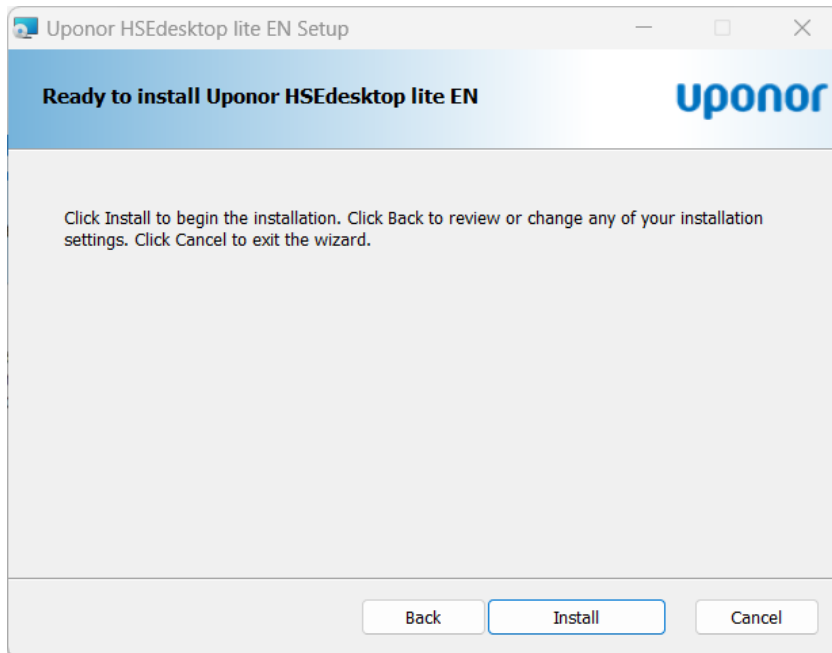 Uponor HSEdesktop lite EN Setup
Ready to install Uponor HSEdesktop lite EN
uponor
Click Install to begin the installation. Click Back to review or change any of your installation
settings. Click Cancel to exit the wizard.
Back
Install
Cancel